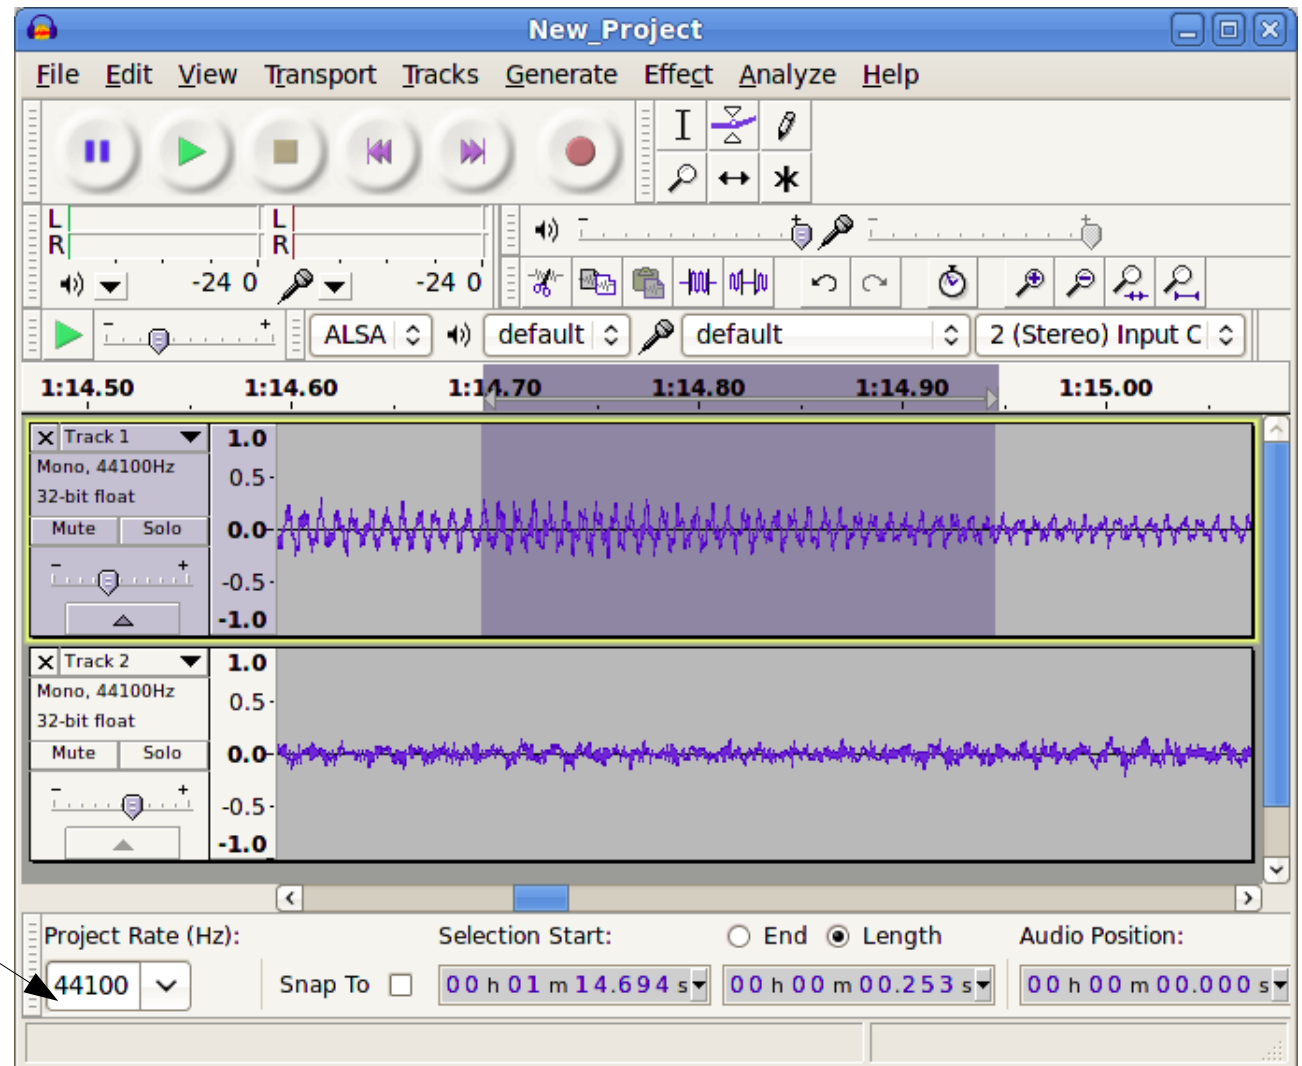 New_Project
File Edit View Transport Tracks Generate Effect Analyze Help
L
R
L
R
-24 0
-24 0
ALSA default default 2 (Stereo) Input C
1:14.50 1:14.60 1:14.70 1:14.80 1:14.90 1:15.00
Track 1
Mono, 44100Hz
32-bit float
Mute Solo
- +
1.0
0.5
0.0
-0.5
-1.0
Track 2
Mono, 44100Hz
32-bit float
Mute Solo
- +
1.0
0.5
0.0
-0.5
-1.0
Project Rate (Hz): Selection Start: End Length Audio Position:
44100 Snap To 00 h 01 m 14.694 s 00 h 00 m 00.253 s 00 h 00 m 00.000 s